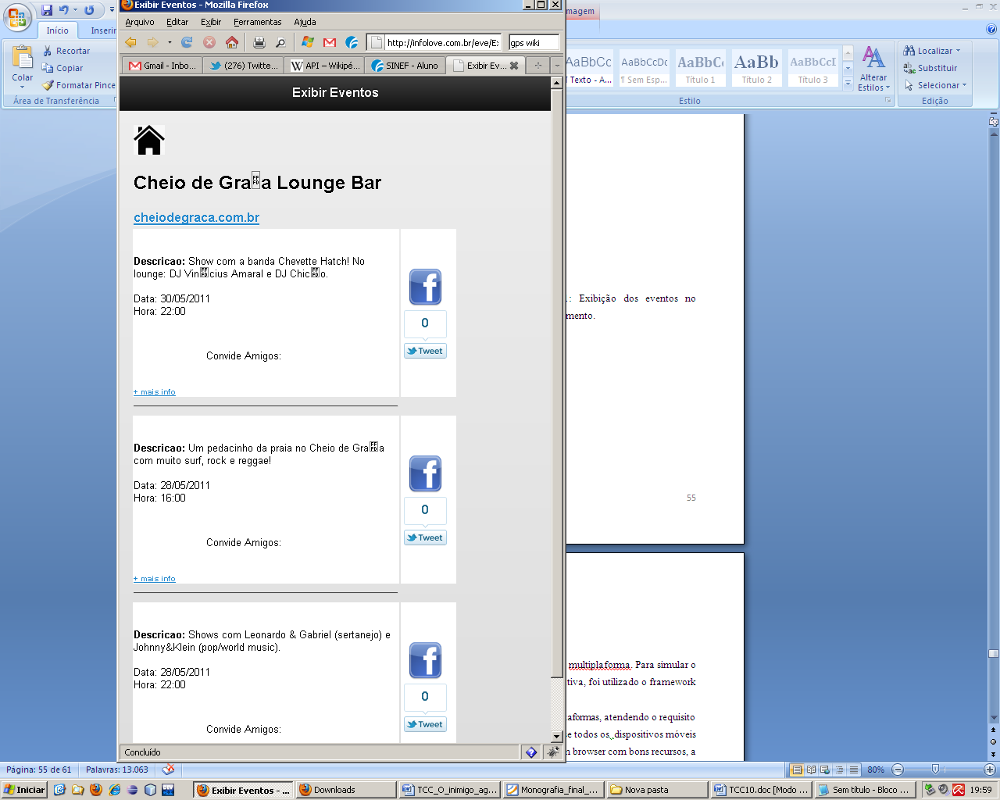 Exibir Eventos - Mozilla Firefox
Arquivo Editar Exibir Ferramentas Ajuda
http://infolove.com.br/eve/E:
gps wiki
Gmail - Inbo...
(276) Twitte...
API – Wikipé...
SINEF - Aluno
Exibir Ev...
Exibir Eventos
Cheio de Gra�a Lounge Bar
cheiodegraca.com.br
Descricao: Show com a banda Chevette Hatch! No
lounge: DJ Vin�cius Amaral e DJ Chic�o.
Data: 30/05/2011
Hora: 22:00
Convide Amigos:
+ mais info
f
0
Tweet
Descricao: Um pedacinho da praia no Cheio de Gra�a
com muito surf, rock e reggae!
Data: 28/05/2011
Hora: 16:00
Convide Amigos:
+ mais info
f
0
Tweet
Descricao: Shows com Leonardo & Gabriel (sertanejo) e
Johnny&Klein (pop/world music).
Data: 28/05/2011
Hora: 22:00
Convide Amigos:
f
0
Tweet
Concluído
Início
Inserir
Colar
Recortar
Copiar
Formatar Pince
Área de Transferência
magem
AaBbCc
¶ Texto - A...
AaBbCcDc
¶ Sem Esp...
AaBbC
Título 1
AaBb
Título 2
AaBbCcI
Título 3
Alterar
Estilos
Estilo
Localizar
Substituir
Selecionar
Edição
.: Exibição dos eventos no
mento.
55
multiplaforma. Para simular o
tiva, foi utilizado o framework
aformas, atendendo o requisito
e todos os dispositivos móveis
browser com bons recursos, a
Página: 55 de 61
Palavras: 13.063
80%
Iniciar
Exibir Eventos - ...
Downloads
TCC_O_inimigo_ag...
Monografia_final_...
Nova pasta
TCC10.doc [Modo ...
Sem título - Bloco ...
19:59